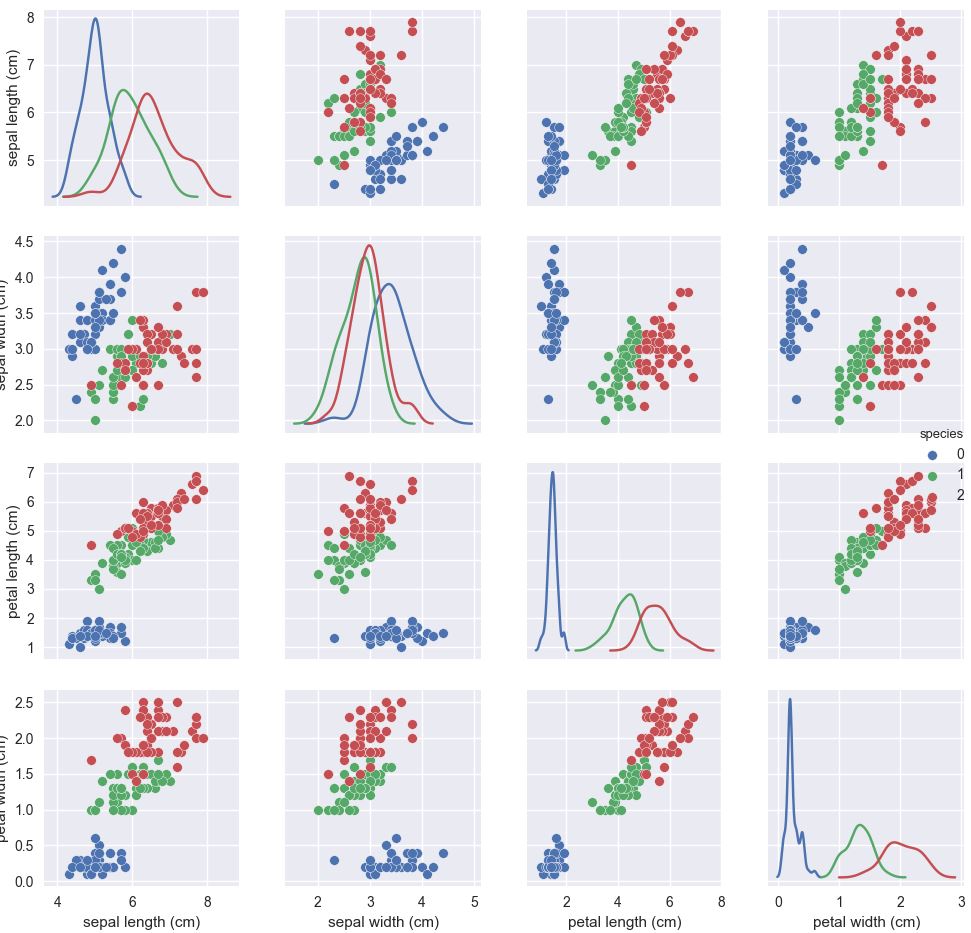 sepal length (cm)
8
7
6
5
sepal width (cm)
4.5
4.0
3.5
3.0
2.5
2.0
species
0
1
2
petal length (cm)
7
6
5
4
3
2
1
petal width (cm)
2.5
2.0
1.5
1.0
0.5
0.0
4 6 8
2 3 4 5
2 4 6 8
0 1 2 3
sepal length (cm)
sepal width (cm)
petal length (cm)
petal width (cm)